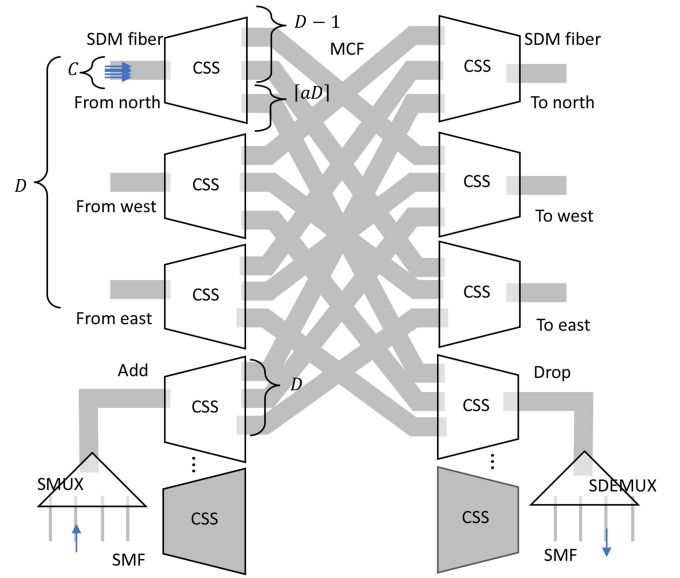 D − 1
SDM fiber
MCF
SDM fiber
C
CSS
CSS
⌈aD⌉
From north
To north
D
CSS
CSS
From west
To west
CSS
CSS
From east
To east
Add
D
Drop
CSS
CSS
⋮
⋮
SMUX
SDEMUX
CSS
CSS
SMF
SMF